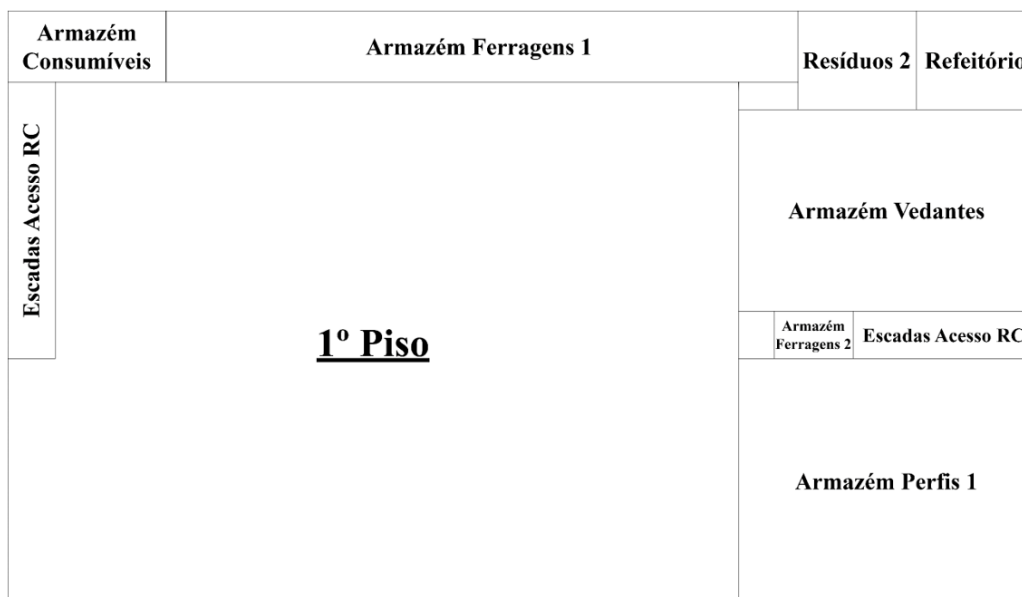 Armazém
Consumíveis
Armazém Ferragens 1
Resíduos 2
Refeitório
Escadas Acesso RC
Armazém Vedantes
1º Piso
Armazém
Ferragens 2
Escadas Acesso RC
Armazém Perfis 1